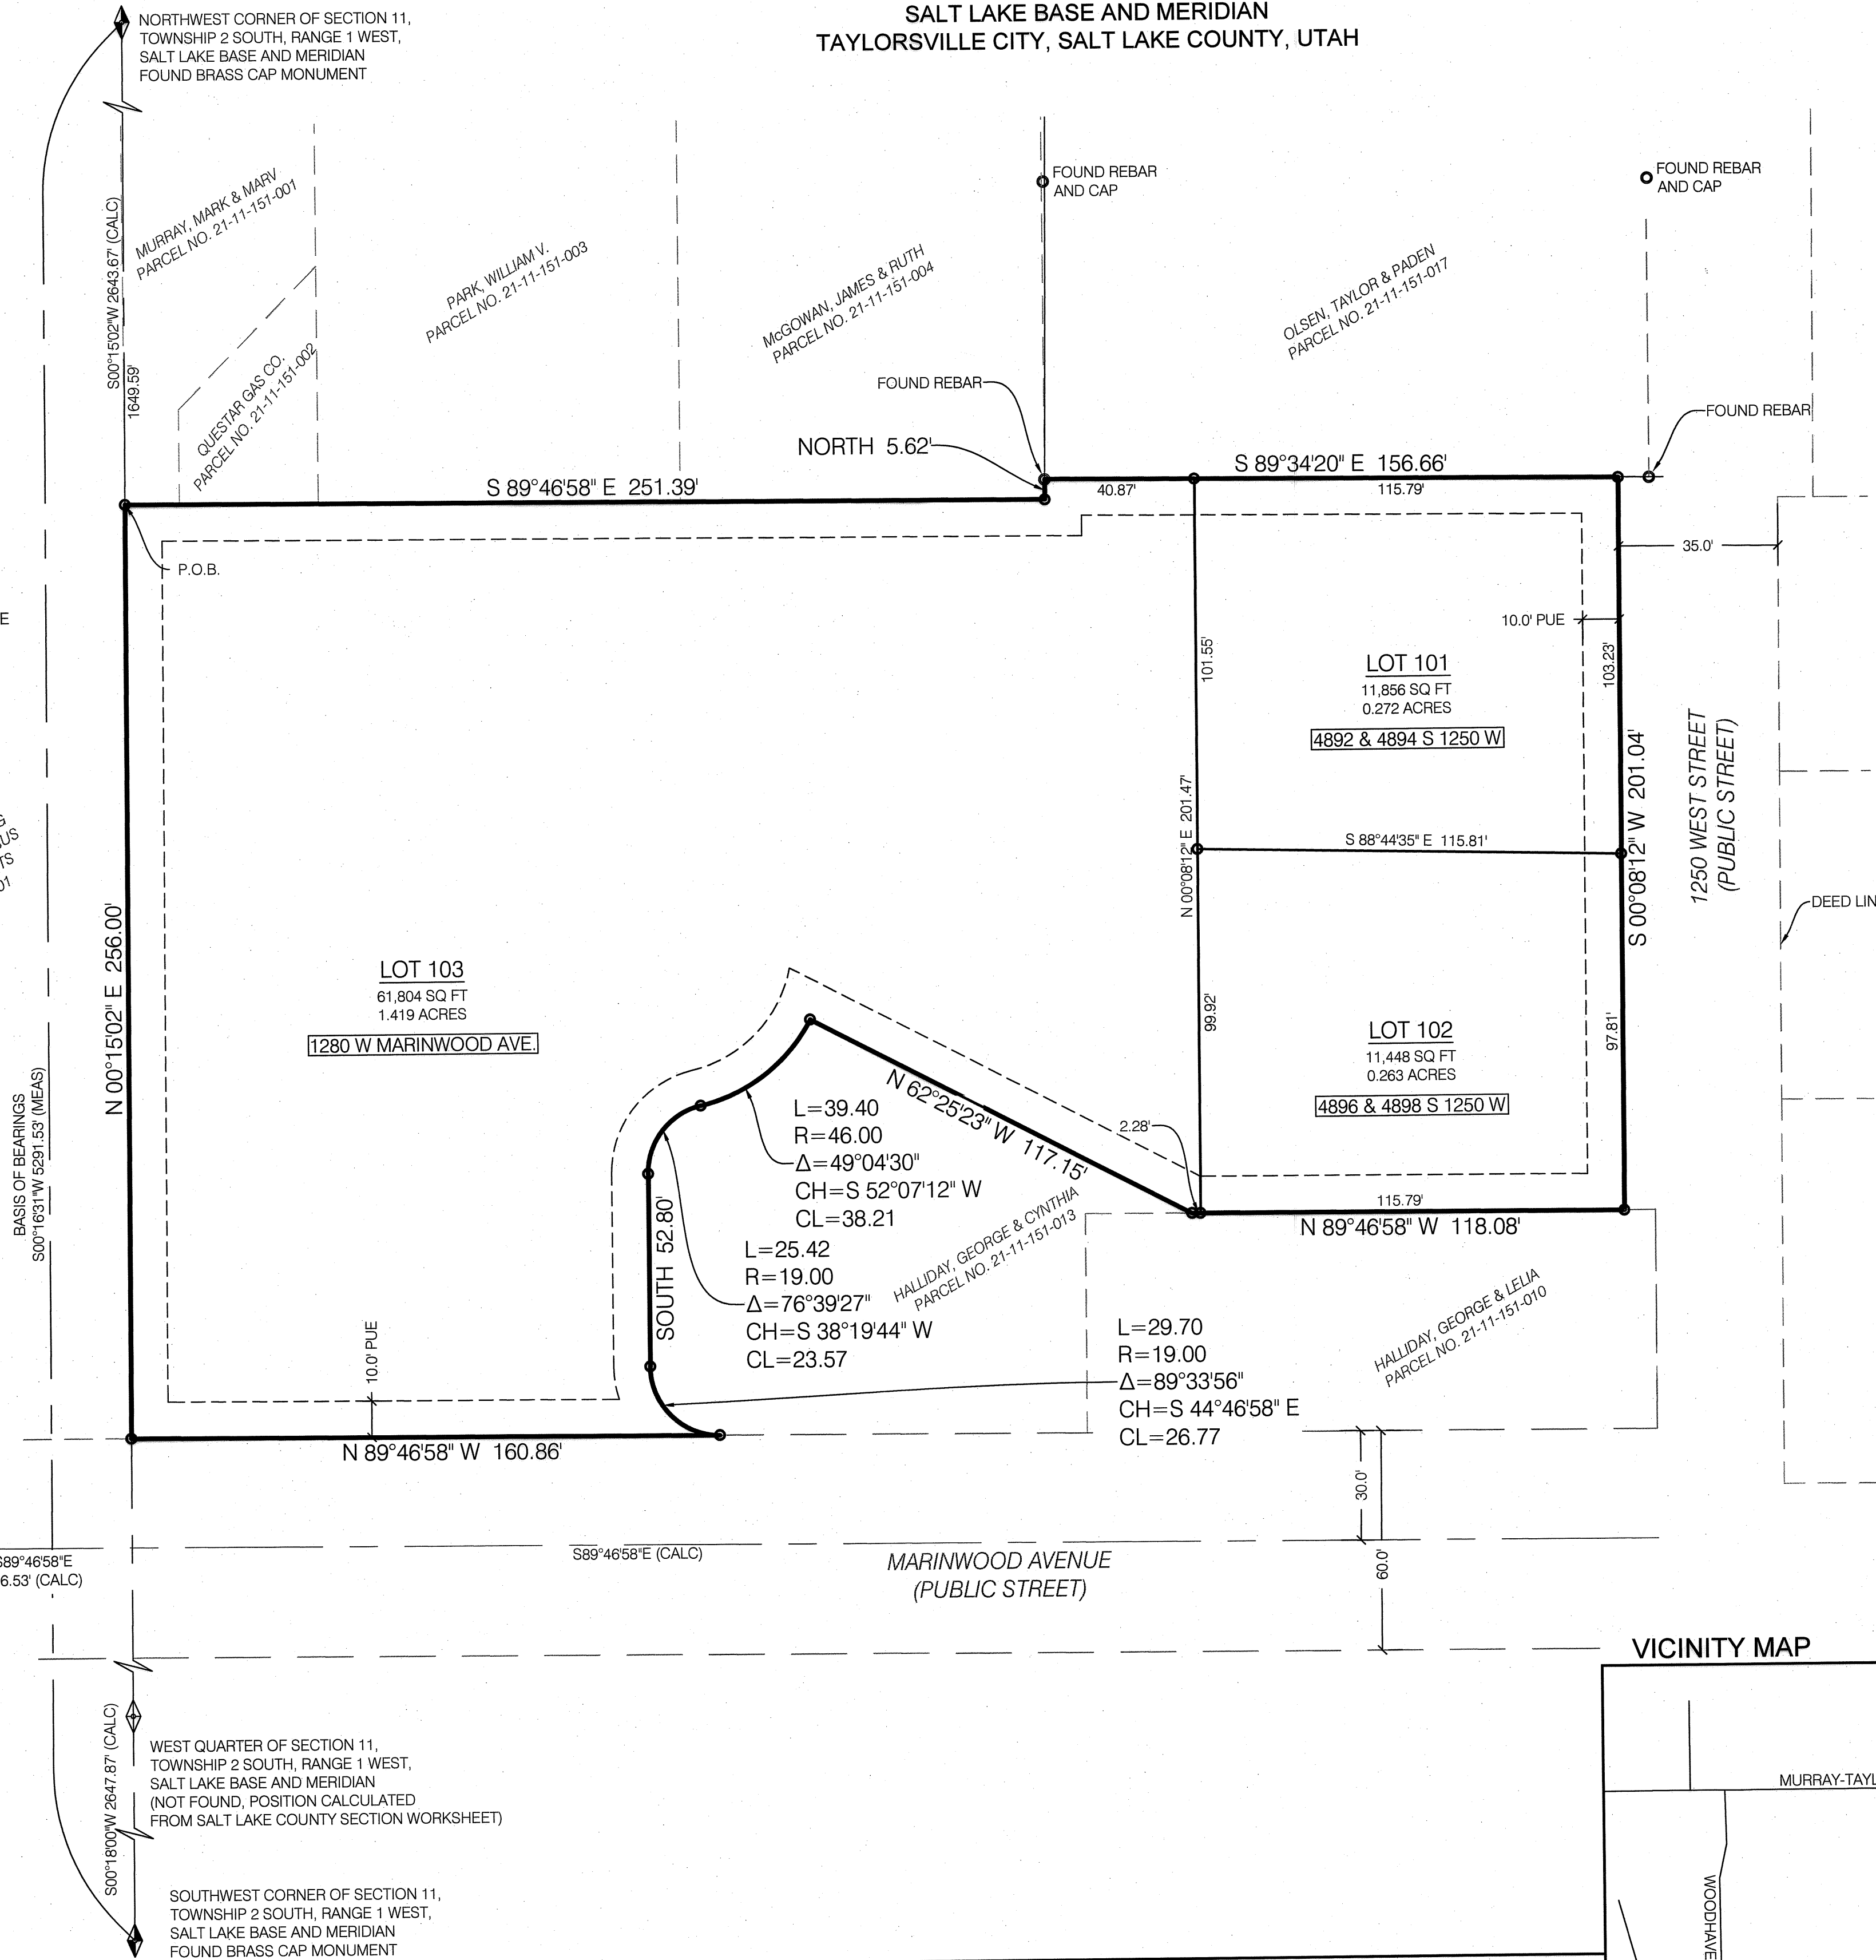 SALT LAKE BASE AND MERIDIAN
TAYLORSVILLE CITY, SALT LAKE COUNTY, UTAH
NORTHWEST CORNER OF SECTION 11,
TOWNSHIP 2 SOUTH, RANGE 1 WEST,
SALT LAKE BASE AND MERIDIAN
FOUND BRASS CAP MONUMENT
S00°15'02"W 2643.67' (CALC)
1649.59'
MURRAY, MARK & MARV
PARCEL NO. 21-11-151-001
QUESTAR GAS CO.
PARCEL NO. 21-11-151-002
PARK, WILLIAM V.
PARCEL NO. 21-11-151-003
McGOWAN, JAMES & RUTH
PARCEL NO. 21-11-151-004
FOUND REBAR
AND CAP
OLSEN, TAYLOR & PADEN
PARCEL NO. 21-11-151-017
FOUND REBAR
AND CAP
FOUND REBAR
FOUND REBAR
NORTH 5.62'
S 89°46'58" E 251.39'
S 89°34'20" E 156.66'
40.87'
115.79'
P.O.B.
35.0'
10.0' PUE
101.55'
103.23'
LOT 101
11,856 SQ FT
0.272 ACRES
4892 & 4894 S 1250 W
N 00°08'12" E 201.47'
S 88°44'35" E 115.81'
S 00°08'12" W 201.04'
1250 WEST STREET
(PUBLIC STREET)
DEED LIN
E
G
US
TS
01
N 00°15'02" E 256.00'
LOT 103
61,804 SQ FT
1.419 ACRES
1280 W MARINWOOD AVE.
99.92'
97.81'
LOT 102
11,448 SQ FT
0.263 ACRES
4896 & 4898 S 1250 W
2.28'
N 62°25'23" W 117.15'
115.79'
N 89°46'58" W 118.08'
BASIS OF BEARINGS
S00°16'31"W 5291.53' (MEAS)
L=39.40
R=46.00
Δ=49°04'30"
CH=S 52°07'12" W
CL=38.21
SOUTH 52.80'
L=25.42
R=19.00
Δ=76°39'27"
CH=S 38°19'44" W
CL=23.57
HALLIDAY, GEORGE & CYNTHIA
PARCEL NO. 21-11-151-013
HALLIDAY, GEORGE & LELIA
PARCEL NO. 21-11-151-010
L=29.70
R=19.00
Δ=89°33'56"
CH=S 44°46'58" E
CL=26.77
10.0' PUE
N 89°46'58" W 160.86'
30.0'
60.0'
S89°46'58"E
6.53' (CALC)
S89°46'58"E (CALC)
MARINWOOD AVENUE
(PUBLIC STREET)
VICINITY MAP
MURRAY-TAYL
WOODHAVE
S00°18'00"W 2647.87' (CALC)
WEST QUARTER OF SECTION 11,
TOWNSHIP 2 SOUTH, RANGE 1 WEST,
SALT LAKE BASE AND MERIDIAN
(NOT FOUND, POSITION CALCULATED
FROM SALT LAKE COUNTY SECTION WORKSHEET)
SOUTHWEST CORNER OF SECTION 11,
TOWNSHIP 2 SOUTH, RANGE 1 WEST,
SALT LAKE BASE AND MERIDIAN
FOUND BRASS CAP MONUMENT